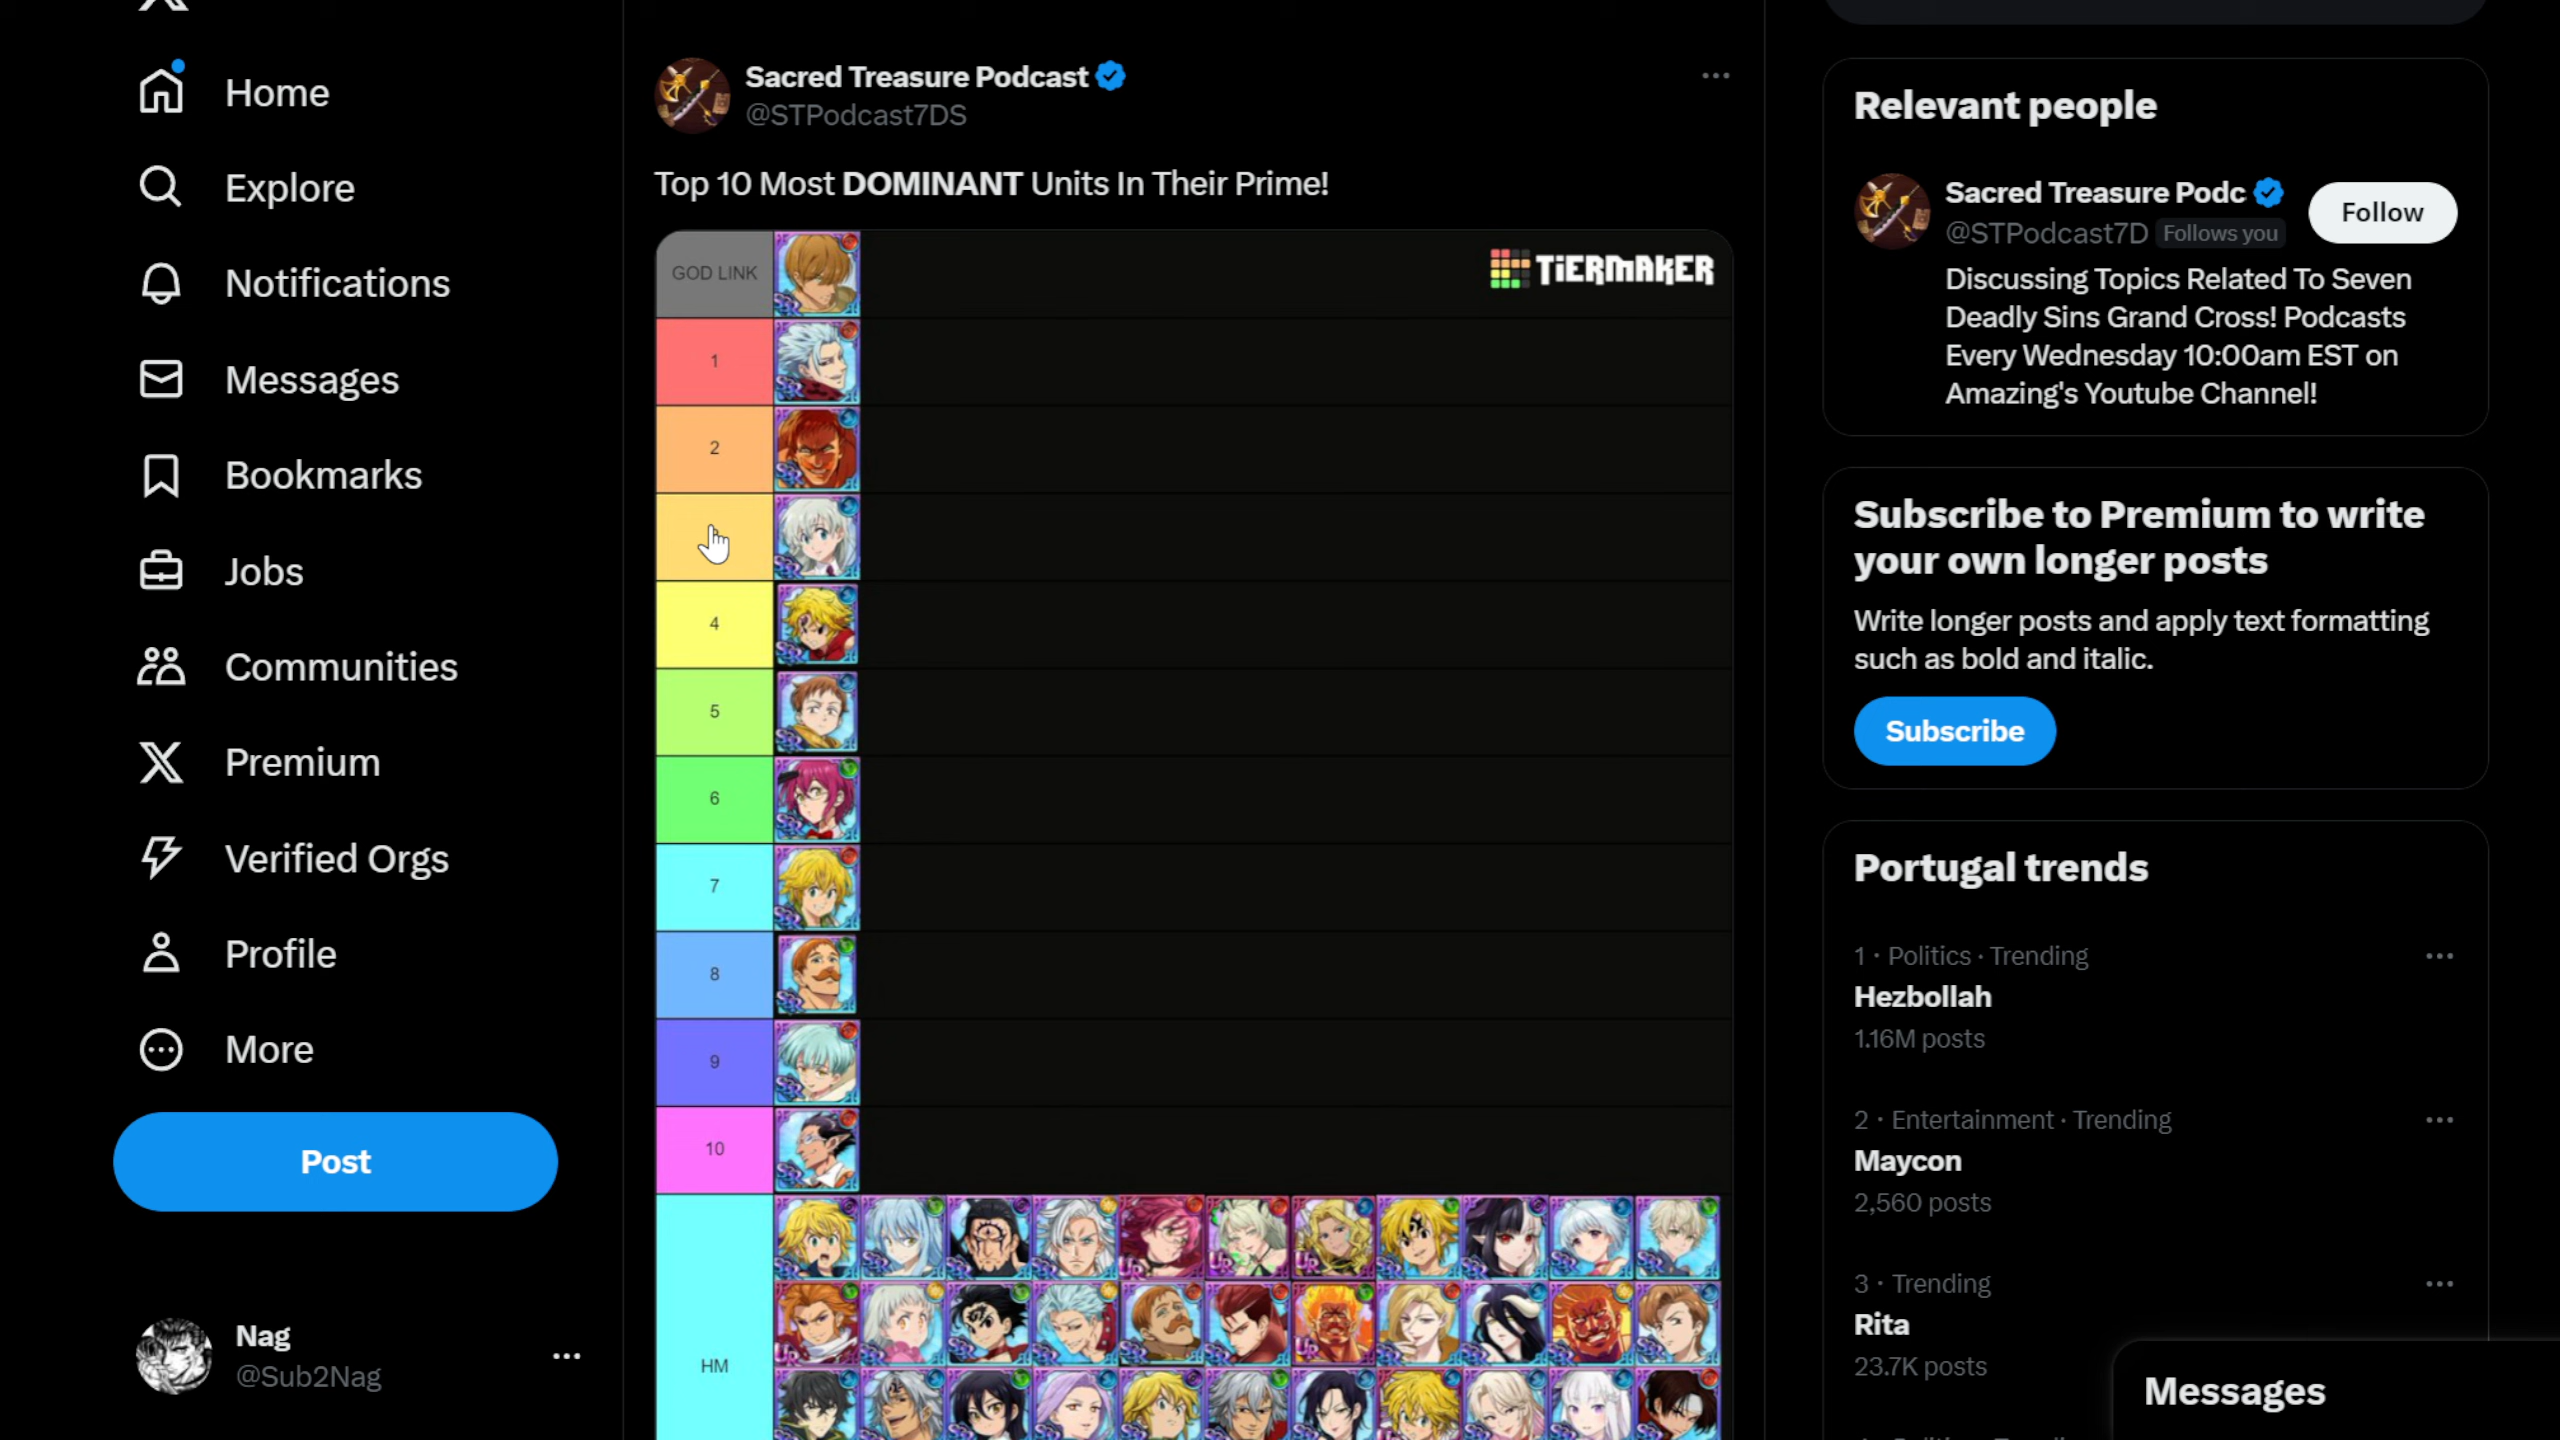 Home
Explore
Notifications
Messages
Bookmarks
Jobs
Communities
Premium
Verified Orgs
Profile
More
Post
Nag
@Sub2Nag
Sacred Treasure Podcast
@STPodcast7DS
Top 10 Most DOMINANT Units In Their Prime!
GOD LINK
TiERMAKER
1
2
4
5
6
7
8
9
10
HM
Relevant people
Sacred Treasure Podc
@STPodcast7D Follows you
Follow
Discussing Topics Related To Seven
Deadly Sins Grand Cross! Podcasts
Every Wednesday 10:00am EST on
Amazing's Youtube Channel!
Subscribe to Premium to write
your own longer posts
Write longer posts and apply text formatting
such as bold and italic.
Subscribe
Portugal trends
1 · Politics · Trending
Hezbollah
1.16M posts
2 · Entertainment · Trending
Maycon
2,560 posts
3 · Trending
Rita
23.7K posts
Messages